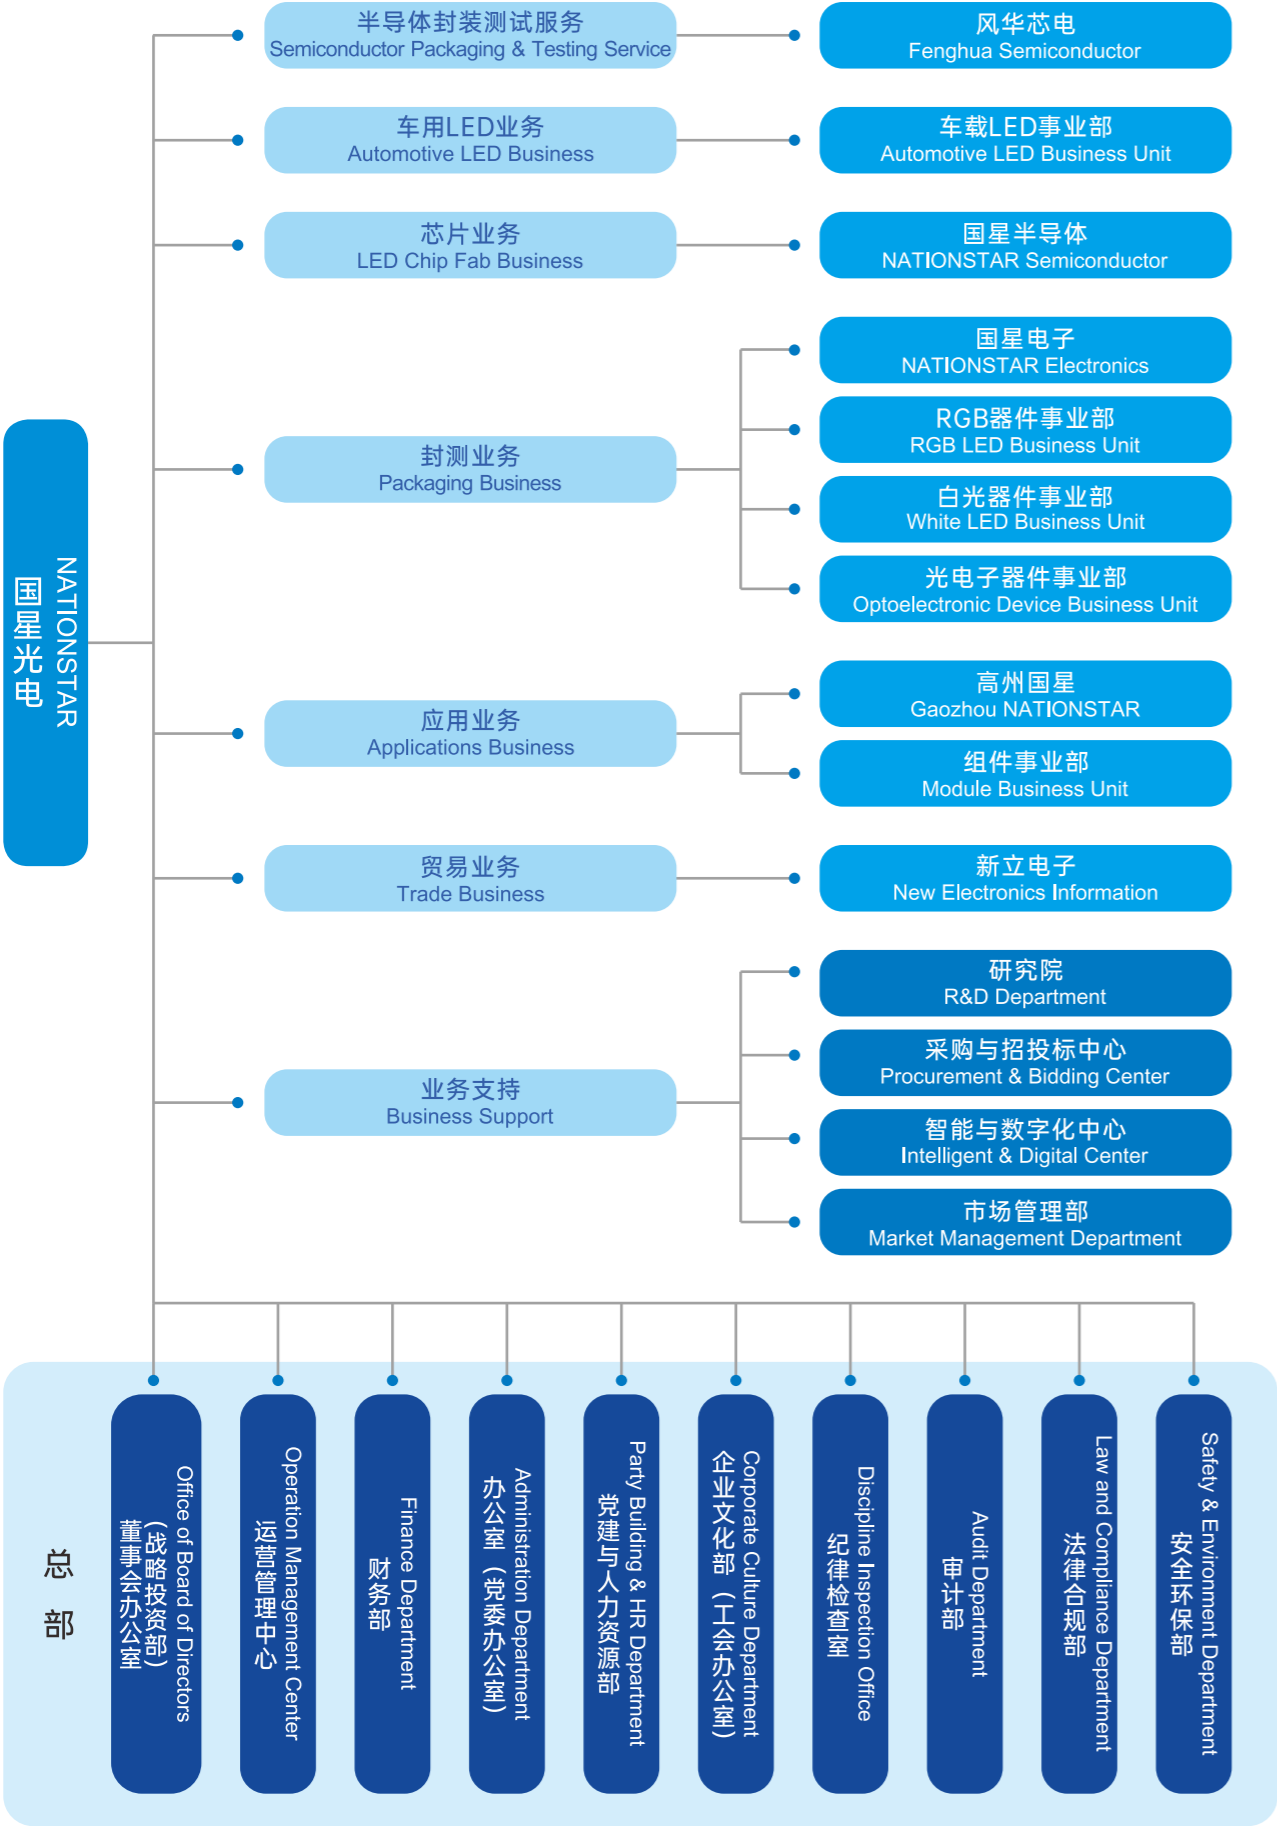 半导体封装测试服务
Semiconductor Packaging & Testing Service
风华芯电
Fenghua Semiconductor
车用LED业务
Automotive LED Business
车载LED事业部
Automotive LED Business Unit
芯片业务
LED Chip Fab Business
国星半导体
NATIONSTAR Semiconductor
国星光电
NATIONSTAR
封测业务
Packaging Business
国星电子
NATIONSTAR Electronics
RGB器件事业部
RGB LED Business Unit
白光器件事业部
White LED Business Unit
光电子器件事业部
Optoelectronic Device Business Unit
应用业务
Applications Business
高州国星
Gaozhou NATIONSTAR
组件事业部
Module Business Unit
贸易业务
Trade Business
新立电子
New Electronics Information
业务支持
Business Support
研究院
R&D Department
采购与招投标中心
Procurement & Bidding Center
智能与数字化中心
Intelligent & Digital Center
市场管理部
Market Management Department
总部
董事会办公室
（战略投资部）
Office of Board of Directors
运营管理中心
Operation Management Center
财务部
Finance Department
办公室（党委办公室）
Administration Department
党建与人力资源部
Party Building & HR Department
企业文化部（工会办公室）
Corporate Culture Department
纪律检查室
Discipline Inspection Office
审计部
Audit Department
法律合规部
Law and Compliance Department
安全环保部
Safety & Environment Department